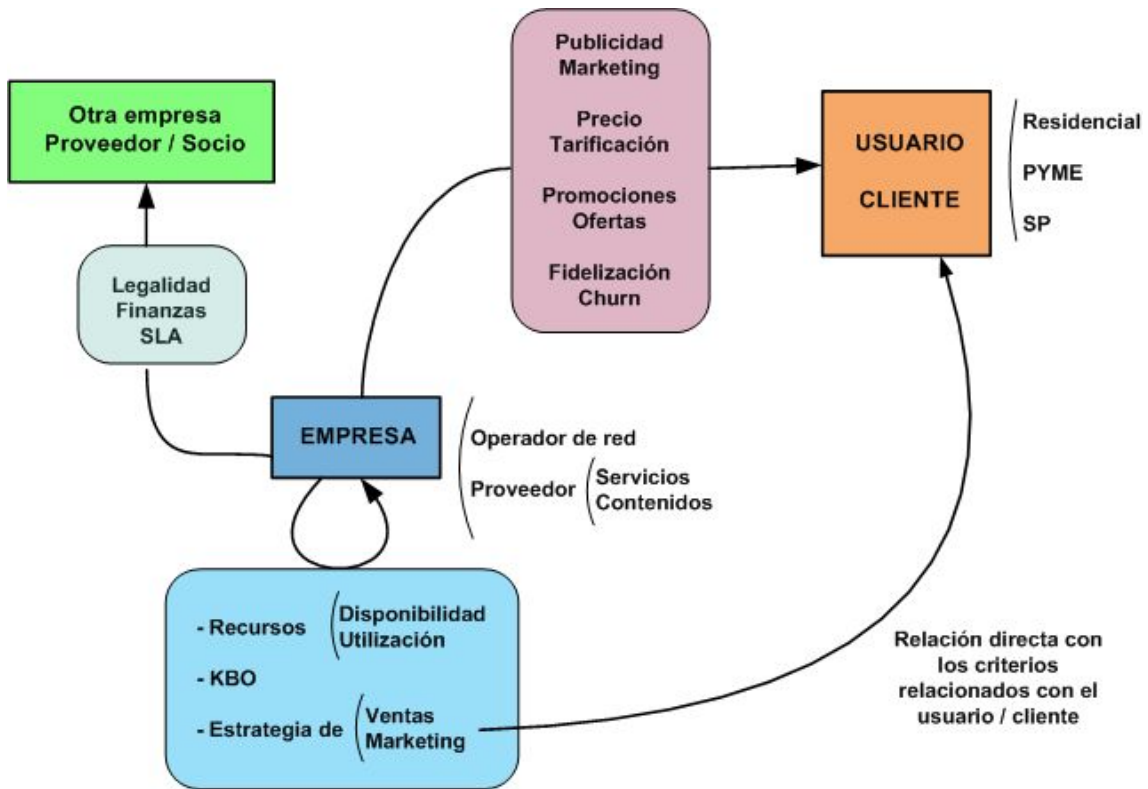 Publicidad
Marketing
Precio
Tarificación
Promociones
Ofertas
Fidelización
Churn
Otra empresa
Proveedor / Socio
USUARIO
CLIENTE
Residencial
PYME
SP
Legalidad
Finanzas
SLA
EMPRESA
Operador de red
Proveedor
Servicios
Contenidos
- Recursos
Disponibilidad
Utilización
- KBO
- Estrategia de
Ventas
Marketing
Relación directa con
los criterios
relacionados con el
usuario / cliente